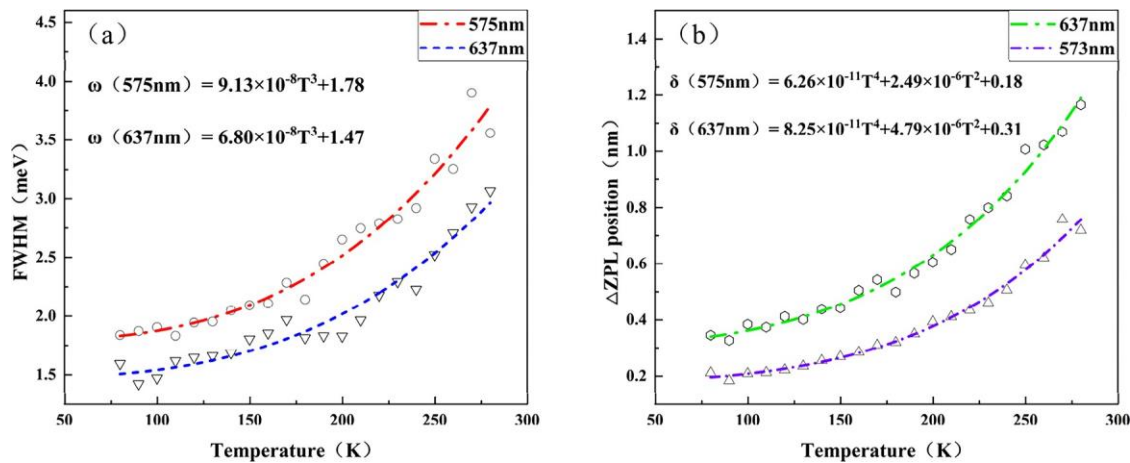 (a)
575nm
637nm
ω（575nm）= 9.13×10⁻⁸T³+1.78
ω（637nm）= 6.80×10⁻⁸T³+1.47
FWHM（meV）
4.5
4.0
3.5
3.0
2.5
2.0
1.5
50 100 150 200 250 300
Temperature（K）
(b)
637nm
573nm
δ（575nm）= 6.26×10⁻¹¹T⁴+2.49×10⁻⁶T²+0.18
δ（637nm）= 8.25×10⁻¹¹T⁴+4.79×10⁻⁶T²+0.31
△ZPL position（nm）
1.4
1.2
1.0
0.8
0.6
0.4
0.2
50 100 150 200 250 300
Temperature（K）